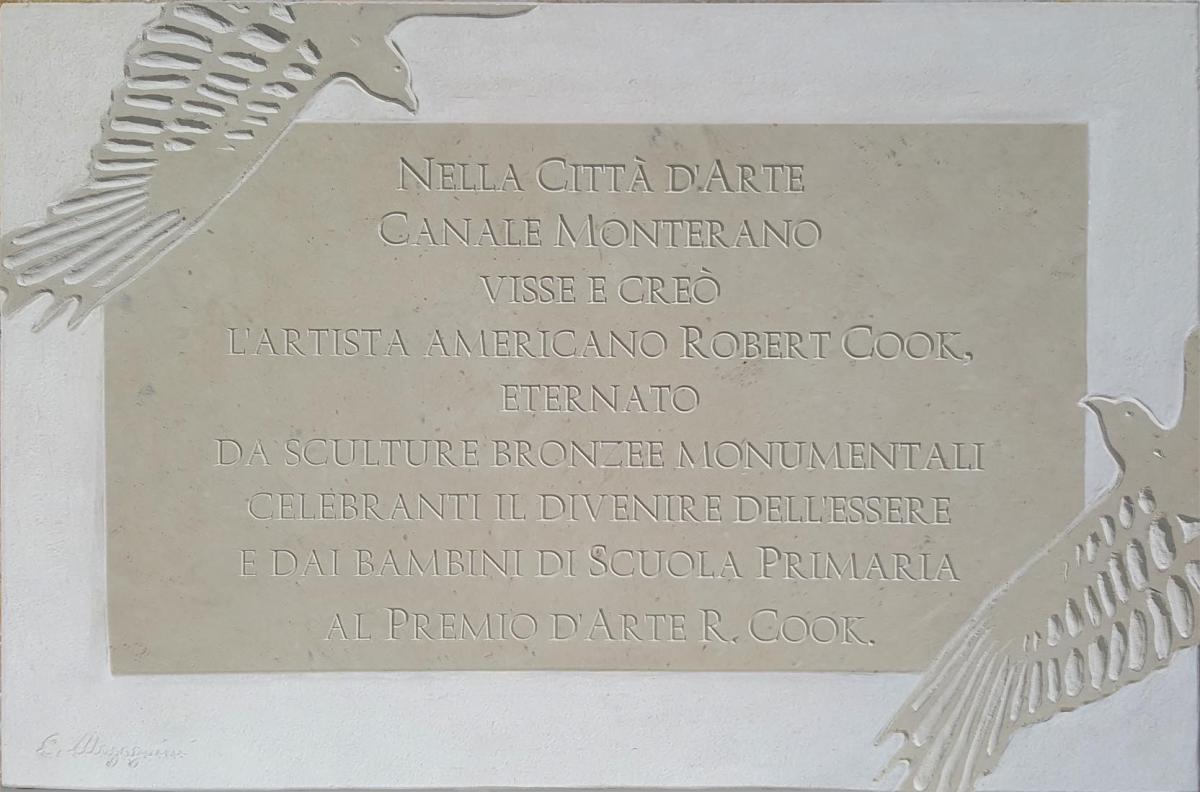 Nella Città d'Arte
Canale Monterano
visse e creò
l'artista americano Robert Cook,
eternato
da sculture bronzee monumentali
celebranti il divenire dell'essere
e dai bambini di Scuola Primaria
al Premio d'Arte R. Cook.